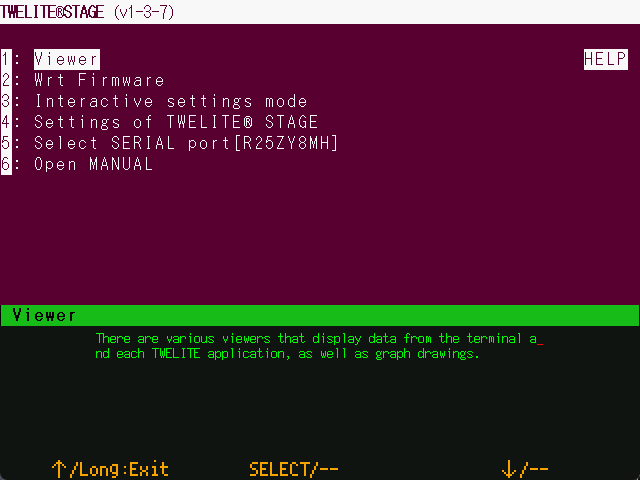 TWELITE®STAGE (v1-3-7)
1: Viewer HELP
2: Wrt Firmware
3: Interactive settings mode
4: Settings of TWELITE® STAGE
5: Select SERIAL port[R25ZY8MH]
6: Open MANUAL
Viewer
There are various viewers that display data from the terminal a
nd each TWELITE application, as well as graph drawings.
↑/Long:Exit SELECT/-- ↓/--